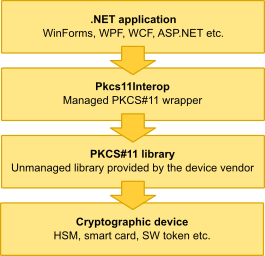 .NET application
WinForms, WPF, WCF, ASP.NET etc.
Pkcs11Interop
Managed PKCS#11 wrapper
PKCS#11 library
Unmanaged library provided by the device vendor
Cryptographic device
HSM, smart card, SW token etc.